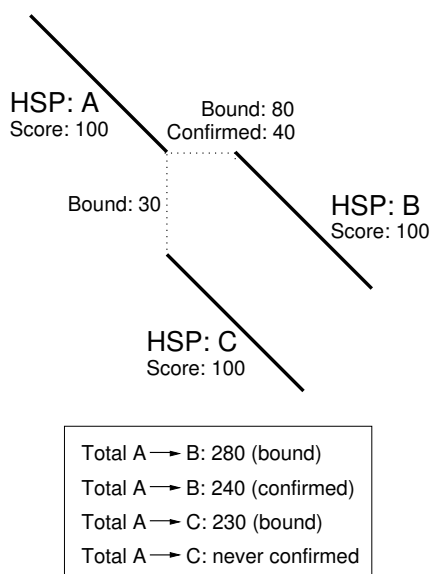 HSP: A
Score: 100
Bound: 80
Confirmed: 40
Bound: 30
HSP: B
Score: 100
HSP: C
Score: 100
Total A → B: 280 (bound)
Total A → B: 240 (confirmed)
Total A → C: 230 (bound)
Total A → C: never confirmed